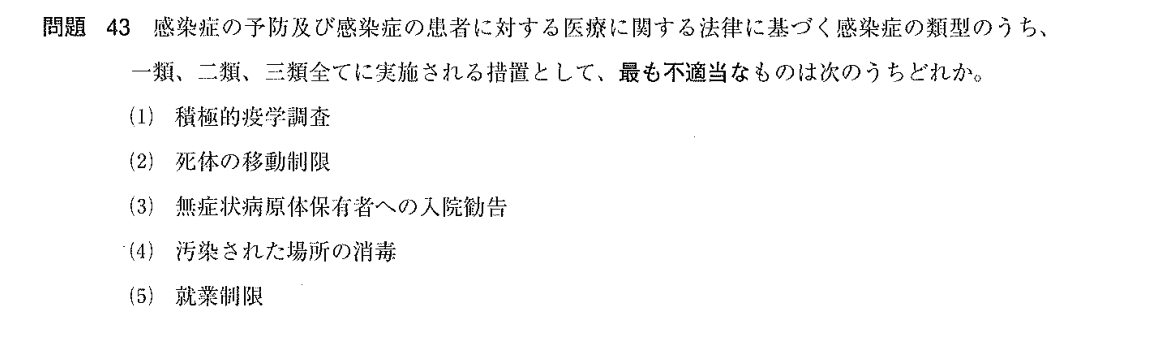 問題 43 感染症の予防及び感染症の患者に対する医療に関する法律に基づく感染症の類型のうち、
一類、二類、三類全てに実施される措置として、最も不適当なものは次のうちどれか。
(1) 積極的疫学調査
(2) 死体の移動制限
(3) 無症状病原体保有者への入院勧告
(4) 汚染された場所の消毒
(5) 就業制限